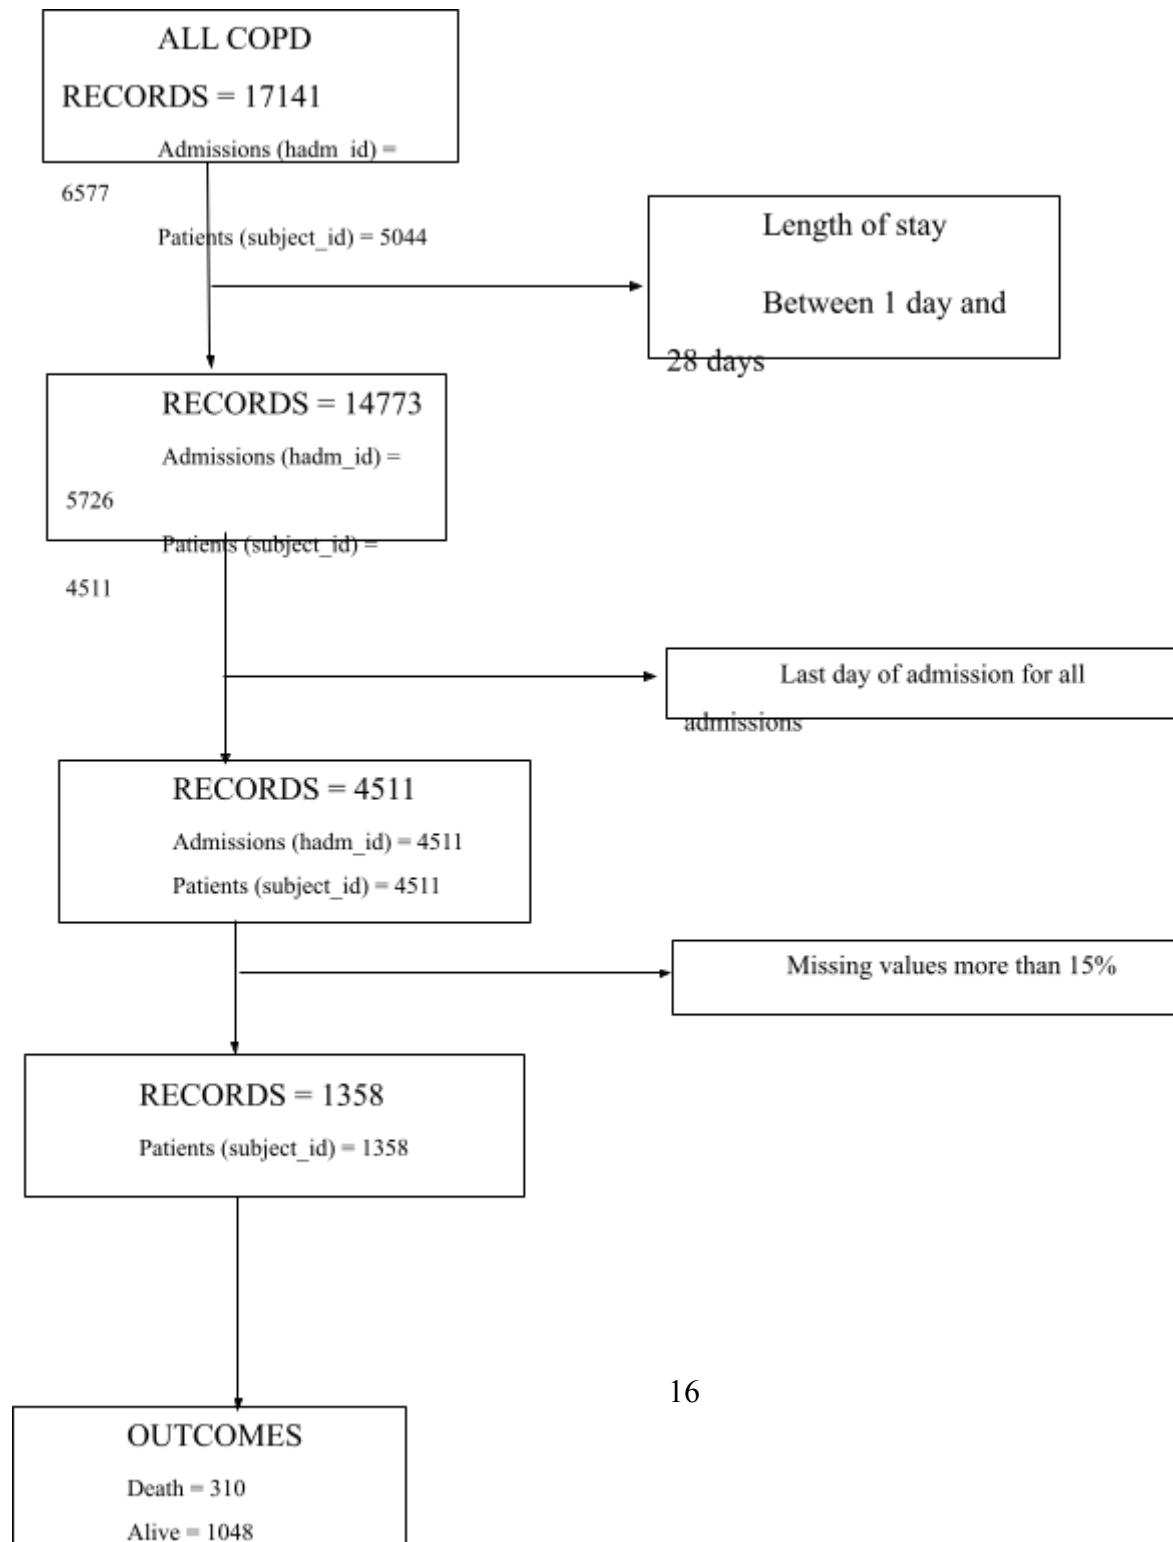 ALL COPD
RECORDS = 17141
Admissions (hadm_id) =
6577
Patients (subject_id) = 5044
Length of stay
Between 1 day and
28 days
RECORDS = 14773
Admissions (hadm_id) =
5726
Patients (subject_id) =
4511
Last day of admission for all
admissions
RECORDS = 4511
Admissions (hadm_id) = 4511
Patients (subject_id) = 4511
Missing values more than 15%
RECORDS = 1358
Patients (subject_id) = 1358
16
OUTCOMES
Death = 310
Alive = 1048